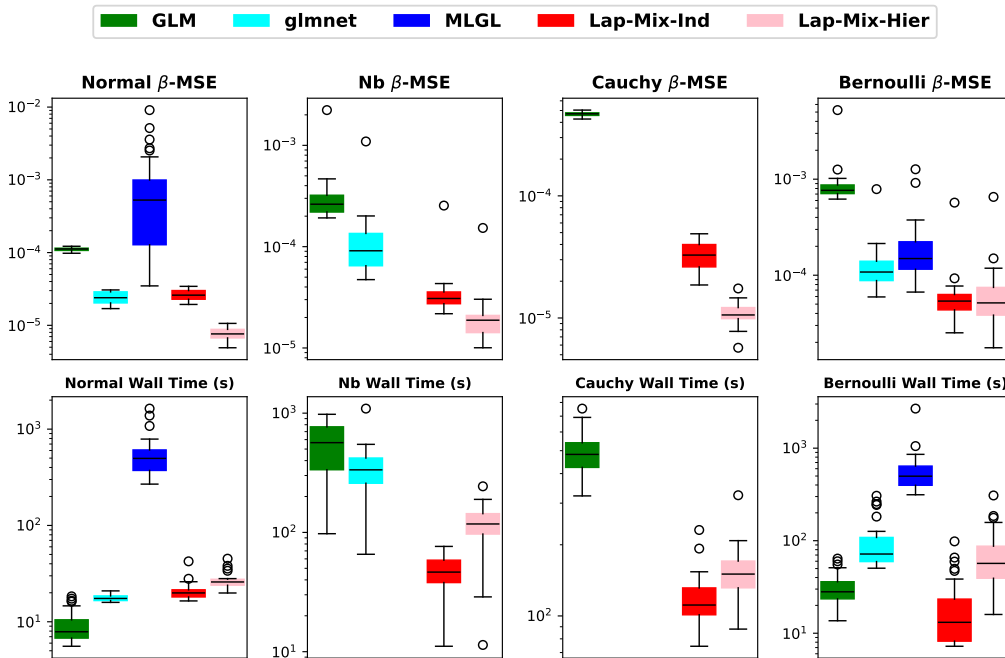 GLM glmnet MLGL Lap-Mix-Ind Lap-Mix-Hier
Normal β-MSE
10⁻²
10⁻³
10⁻⁴
10⁻⁵
Nb β-MSE
10⁻³
10⁻⁴
10⁻⁵
Cauchy β-MSE
10⁻⁴
10⁻⁵
Bernoulli β-MSE
10⁻³
10⁻⁴
Normal Wall Time (s)
10³
10²
10¹
Nb Wall Time (s)
10³
10²
10¹
Cauchy Wall Time (s)
10²
Bernoulli Wall Time (s)
10³
10²
10¹